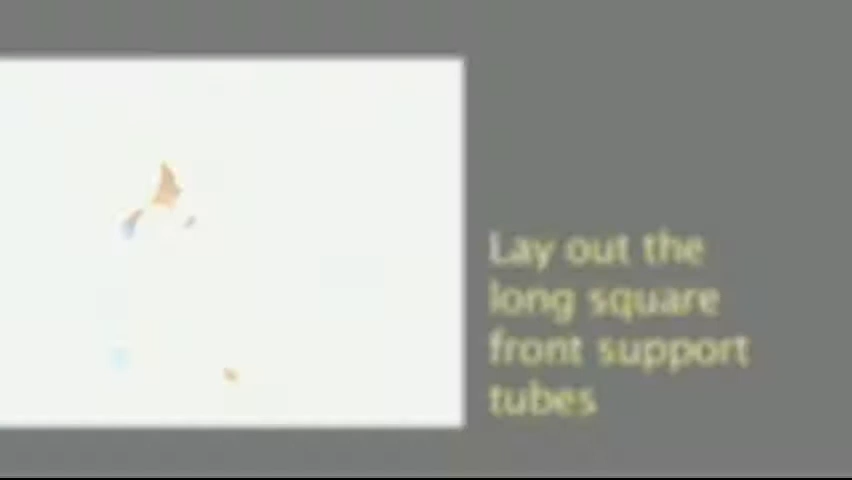 Lay out the
long square
front support
tubes